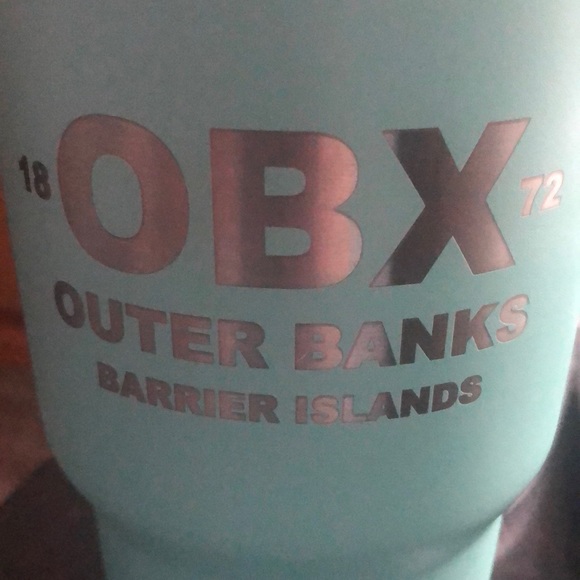 18 OBX 72
OUTER BANKS
BARRIER ISLANDS